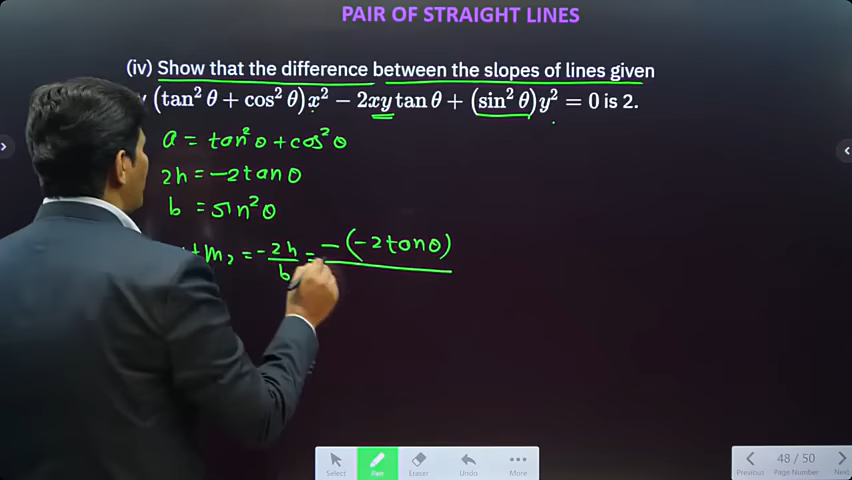 PAIR OF STRAIGHT LINES
(iv) Show that the difference between the slopes of lines given
(tan² θ + cos² θ)x² − 2xy tan θ + (sin² θ)y² = 0 is 2.
a = tan²θ + cos²θ
2h = −2tanθ
b = sin²θ
+ m₂ = −2h/b = −(−2tanθ)
Select Pen Eraser Undo More
Previous 48 / 50 Page Number Next